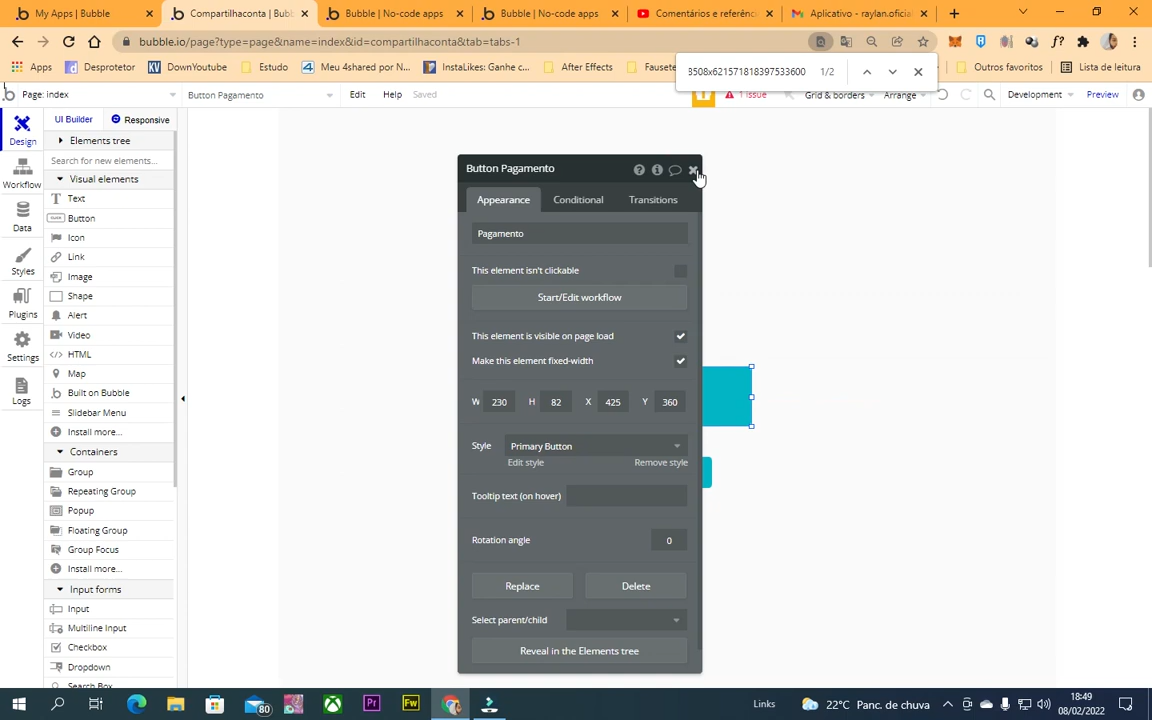 My Apps | Bubble
Compartilhaconta | Bubb
Bubble | No-code apps
Bubble | No-code apps
Comentários e referênci
Aplicativo - raylan.oficial
bubble.io/page?type=page&name=index&id=compartilhaconta&tab=tabs-1
Apps
Desprotetor
DownYoutube
Estudo
Meu 4shared for N...
InstaLikes: Ganhe c...
After Effects
Fausete
Outros favoritos
Lista de leitura
3508x621571818397533600
1/2
Page: index
Button Pagamento
Edit
Help
Saved
1 issue
Grid & borders
Arrange
Development
Preview
Design
Workflow
Data
Styles
Plugins
Settings
Logs
UI Builder
Responsive
Elements tree
Search for new elements...
Visual elements
Text
Button
Icon
Link
Image
Shape
Alert
Video
HTML
Map
Built on Bubble
Slidebar Menu
Install more...
Containers
Group
Repeating Group
Popup
Floating Group
Group Focus
Install more...
Input forms
Input
Multiline Input
Checkbox
Dropdown
Search Box
Button Pagamento
Appearance
Conditional
Transitions
Pagamento
This element isn't clickable
Start/Edit workflow
This element is visible on page load
Make this element fixed-width
W 230 H 82 X 425 Y 360
Style Primary Button
Edit style
Remove style
Tooltip text (on hover)
Rotation angle 0
Replace
Delete
Select parent/child
Reveal in the Elements tree
80
Links
22°C Panc. de chuva
18:49
08/02/2022